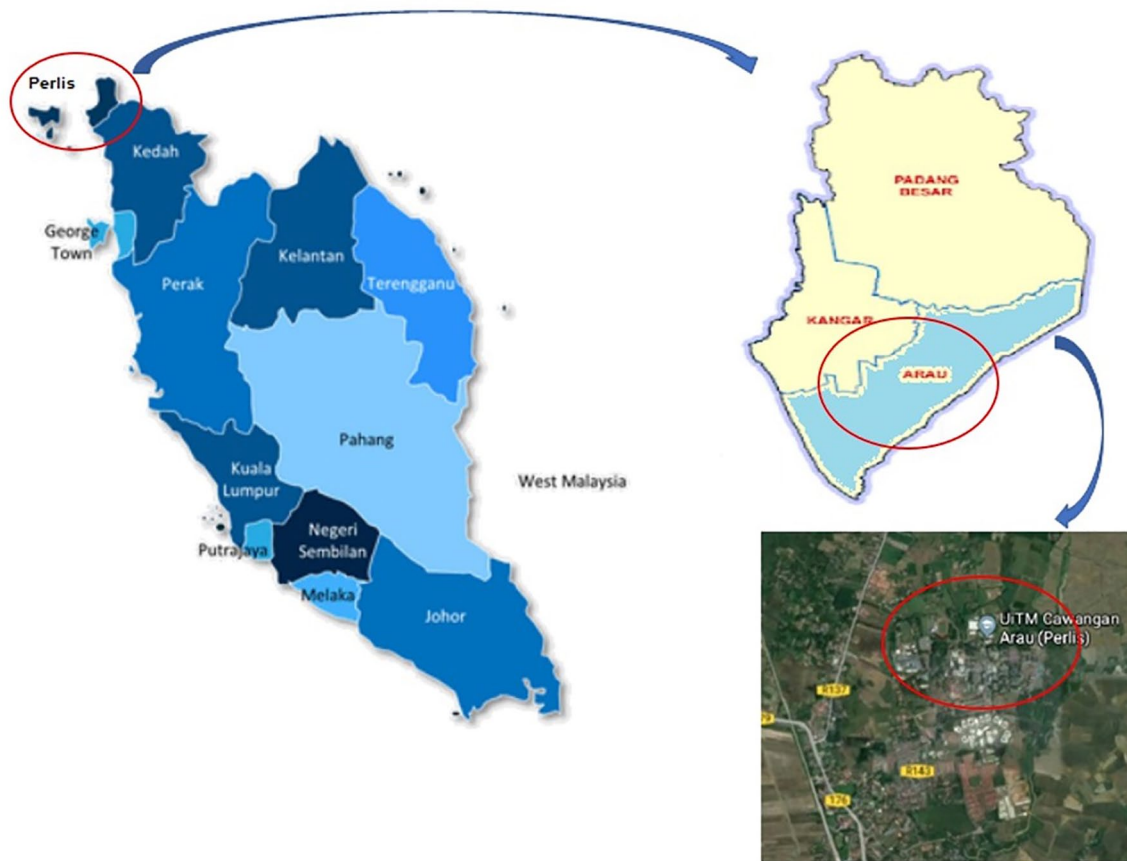 Perlis
Kedah
George
Town
Perak
Kelantan
Terengganu
Pahang
Kuala
Lumpur
Putrajaya
Negeri
Sembilan
Melaka
Johor
West Malaysia
PADANG
BESAR
KANGAR
ARAU
UiTM Cawangan
Arau (Perlis)
R137
79
R143
176